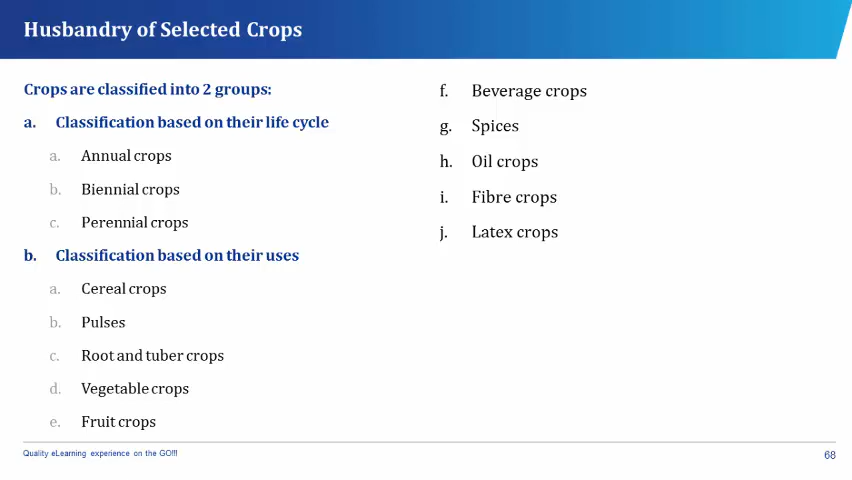 Husbandry of Selected Crops
Crops are classified into 2 groups:
a. Classification based on their life cycle
a. Annual crops
b. Biennial crops
c. Perennial crops
b. Classification based on their uses
a. Cereal crops
b. Pulses
c. Root and tuber crops
d. Vegetable crops
e. Fruit crops
f. Beverage crops
g. Spices
h. Oil crops
i. Fibre crops
j. Latex crops
Quality eLearning experience on the GO!!!
68